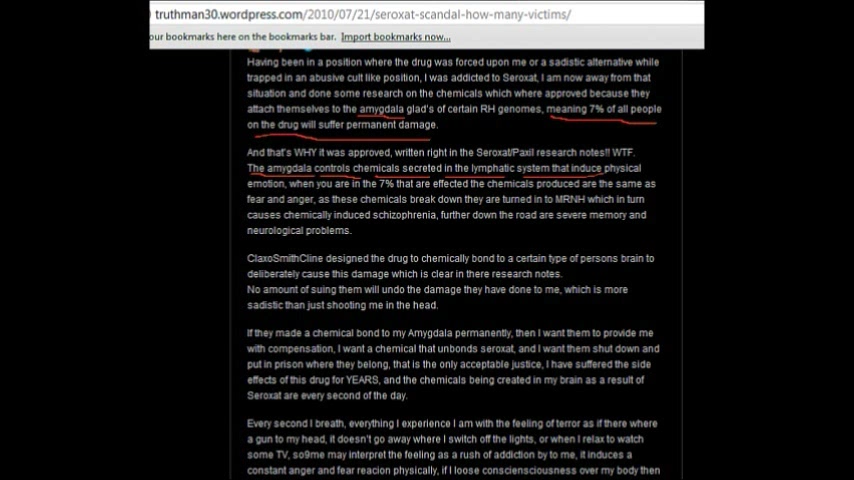 truthman30.wordpress.com/2010/07/21/seroxat-scandal-how-many-victims/
our bookmarks here on the bookmarks bar. Import bookmarks now...
Having been in a position where the drug was forced upon me or a sadistic alternative while
trapped in an abusive cult like position, I was addicted to Seroxat, I am now away from that
situation and done some research on the chemicals which where approved because they
attach themselves to the amygdala glad's of certain RH genomes, meaning 7% of all people
on the drug will suffer permanent damage.
And that's WHY it was approved, written right in the Seroxat/Paxil research notes!! WTF.
The amygdala controls chemicals secreted in the lymphatic system that induce physical
emotion, when you are in the 7% that are effected the chemicals produced are the same as
fear and anger, as these chemicals break down they are turned in to MRNH which in turn
causes chemically induced schizophrenia, further down the road are severe memory and
neurological problems.
ClaxoSmithCline designed the drug to chemically bond to a certain type of persons brain to
deliberately cause this damage which is clear in there research notes.
No amount of suing them will undo the damage they have done to me, which is more
sadistic than just shooting me in the head.
If they made a chemical bond to my Amygdala permanently, then I want them to provide me
with compensation, I want a chemical that unbonds seroxat, and I want them shut down and
put in prison where they belong, that is the only acceptable justice, I have suffered the side
effects of this drug for YEARS, and the chemicals being created in my brain as a result of
Seroxat are every second of the day.
Every second I breath, everything I experience I am with the feeling of terror as if there where
a gun to my head, it doesn't go away where I switch off the lights, or when I relax to watch
some TV, so9me may interpret the feeling as a rush of addiction by to me, it induces a
constant anger and fear reacion physically, if I loose consciensciousness over my body then